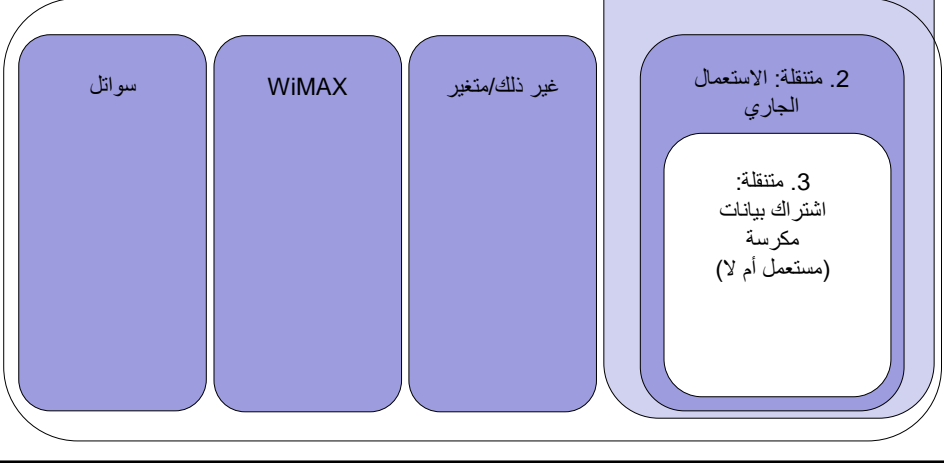 2. متنقلة: الاستعمال
الجاري
3. متنقلة:
اشتراك بيانات
مكرسة
(مستعمل أم لا)
غير ذلك/متغير
WiMAX
سواتل